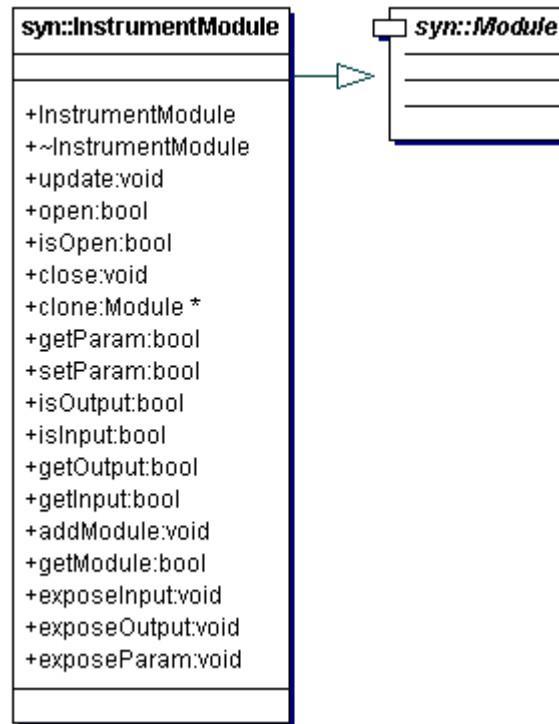 syn::InstrumentModule
syn::Module
+InstrumentModule
+~InstrumentModule
+update:void
+open:bool
+isOpen:bool
+close:void
+clone:Module *
+getParam:bool
+setParam:bool
+isOutput:bool
+isInput:bool
+getOutput:bool
+getInput:bool
+addModule:void
+getModule:bool
+exposeInput:void
+exposeOutput:void
+exposeParam:void